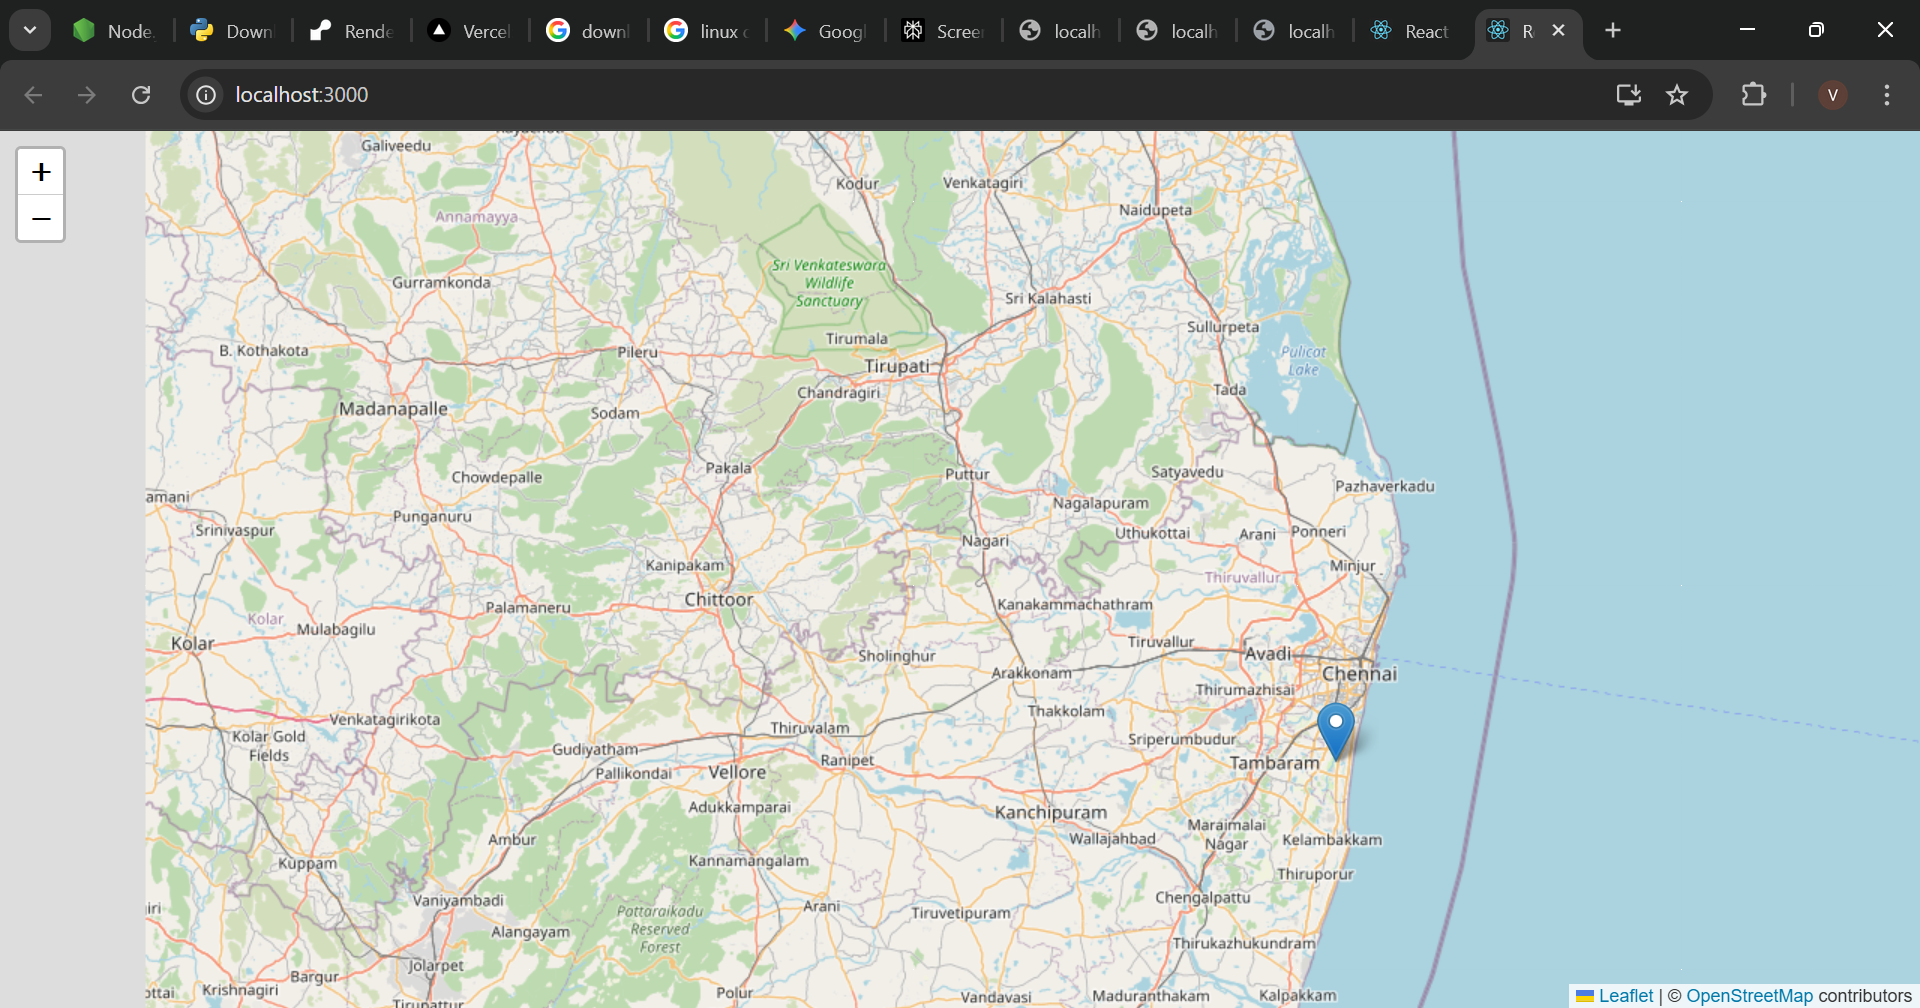 Node.
Down
Rende
Vercel
downl
linux c
Googl
Screer
localh
localh
localh
React
R
localhost:3000
V
+
−
Galiveedu
Kodur
Venkatagiri
Naidupeta
Annamayya
Sri Venkateswara
Wildlife
Sanctuary
Gurramkonda
Sri Kalahasti
Sullurpeta
Tirumala
B. Kothakota
Pileru
Pulicat
Lake
Tirupati
Chandragiri
Tada
Madanapalle
Sodam
Pakala
Chowdepalle
Puttur
Satyavedu
Pazhaverkadu
amani
Nagalapuram
Srinivaspur
Punganuru
Uthukottai
Arani
Ponneri
Nagari
Kanipakam
Minjur
Thiruvallur
Chittoor
Palamaneru
Kanakammachathram
Kolar
Mulabagilu
Kolar
Tiruvallur
Sholinghur
Avadi
Arakkonam
Chennai
Thirumazhisai
Venkatagirikota
Thakkolam
Thiruvalam
Kolar Gold
Fields
Gudiyatham
Sriperumbudur
Ranipet
Tambaram
Pallikondai
Vellore
Adukkamparai
Kanchipuram
Maraimalai
Nagar
Ambur
Wallajahbad
Kelambakkam
Kuppam
Kannamangalam
Thiruporur
Vaniyambadi
Chengalpattu
iri
Arani
Tiruvetipuram
Pattaraikadu
Reserved
Forest
Alangayam
Thirukazhukundram
Jolarpet
Bargur
Krishnagiri
ottai
Polur
Vandavasi
Maduranthakam
Kalpakkam
Tirupattur
Leaflet | © OpenStreetMap contributors